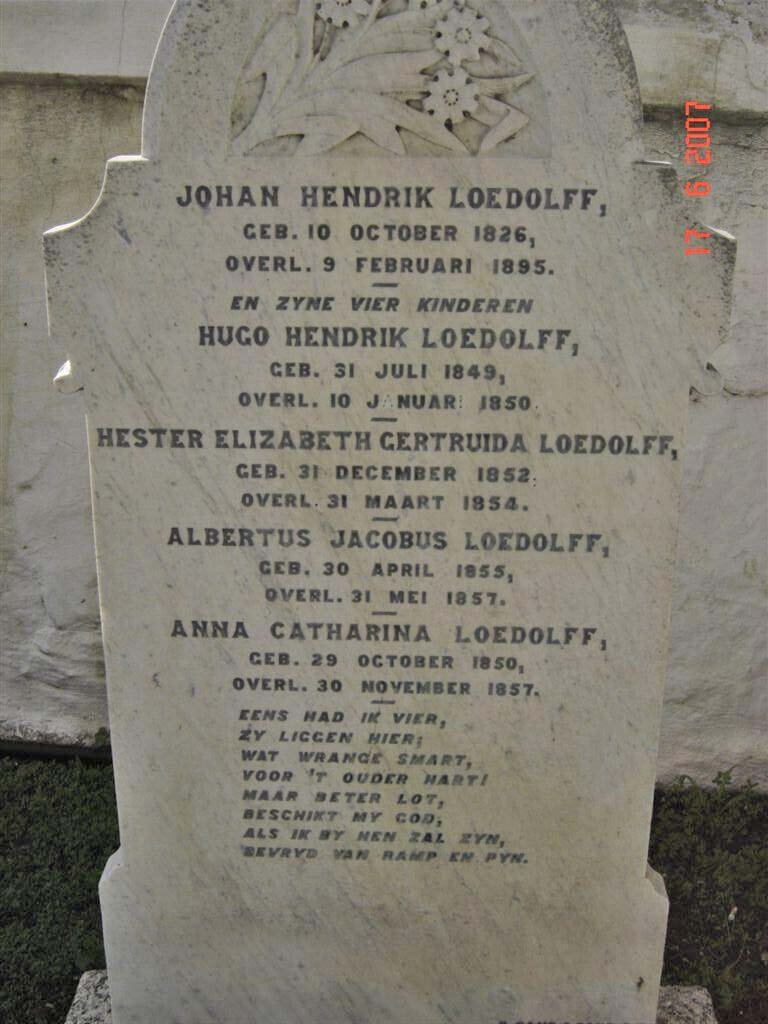 JOHAN HENDRIK LOEDOLFF,
GEB. 10 OCTOBER 1826,
OVERL. 9 FEBRUARI 1895.
EN ZYNE VIER KINDEREN
HUGO HENDRIK LOEDOLFF,
GEB. 31 JULI 1849,
OVERL. 10 JANUARI 1850.
HESTER ELIZABETH GERTRUIDA LOEDOLFF,
GEB. 31 DECEMBER 1852.
OVERL. 31 MAART 1854.
ALBERTUS JACOBUS LOEDOLFF,
GEB. 30 APRIL 1855,
OVERL. 31 MEI 1857.
ANNA CATHARINA LOEDOLFF,
GEB. 29 OCTOBER 1850,
OVERL. 30 NOVEMBER 1857.
EENS HAD IK VIER,
ZY LIGGEN HIER;
WAT WRANGE SMART,
VOOR 'T OUDER HART!
MAAR BETER LOT,
BESCHIKT MY GOD,
ALS IK BY HEN ZAL ZYN,
BEVRYD VAN RAMP EN PYN.
17 6 2007